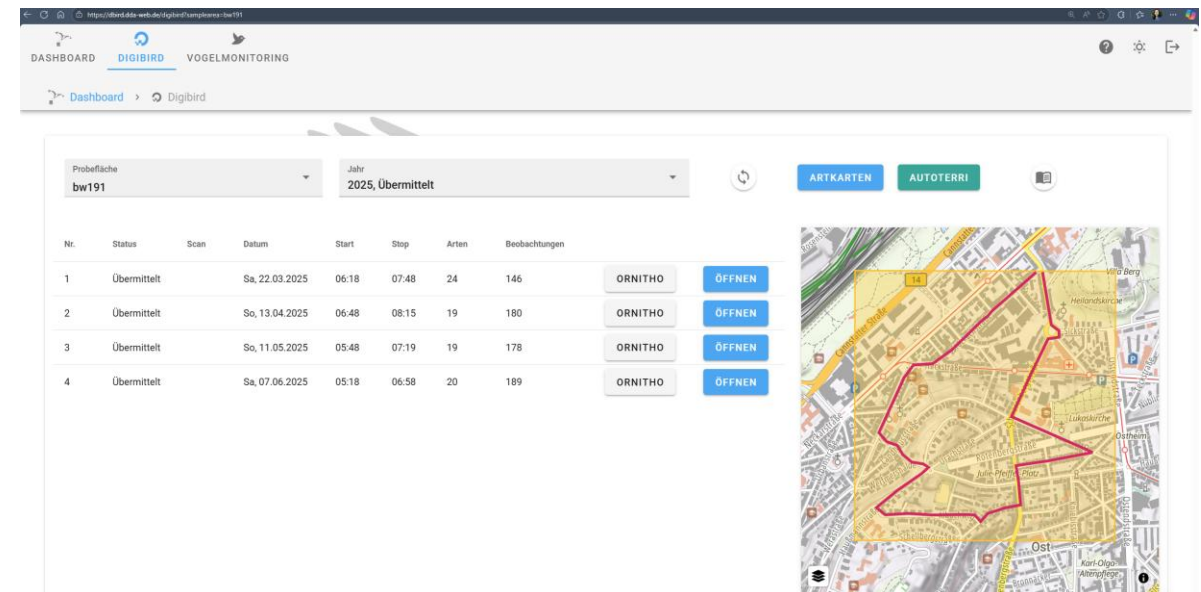 https://dbird.dda-web.de/digibird?samplearea=bw191
DASHBOARD DIGIBIRD VOGELMONITORING
Dashboard > Digibird
Probefläche
bw191
Jahr
2025, Übermittelt
ARTKARTEN AUTOTERRI
Nr. Status Scan Datum Start Stop Arten Beobachtungen
1 Übermittelt Sa, 22.03.2025 06:18 07:48 24 146 ORNITHO ÖFFNEN
2 Übermittelt So, 13.04.2025 06:48 08:15 19 180 ORNITHO ÖFFNEN
3 Übermittelt So, 11.05.2025 05:48 07:19 19 178 ORNITHO ÖFFNEN
4 Übermittelt Sa, 07.06.2025 05:18 06:58 20 189 ORNITHO ÖFFNEN
Villa Berg
14
Heilandskirche
Cannstatter Straße
P
P
Lukaskirche
Ostheim
Julie-Pfeiffer-Platz
Ostendstraße
Ost
Karl-Olga-
Altenpflege